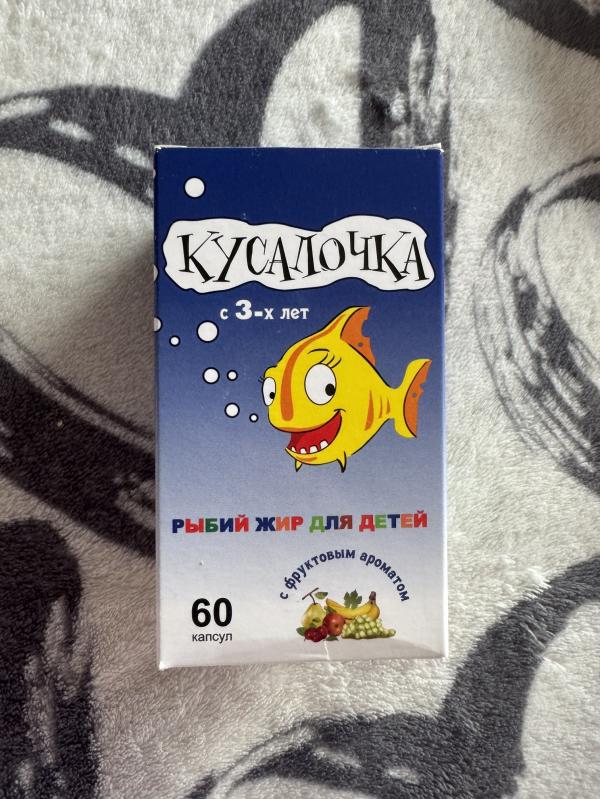 КУСАЛОЧКА
с 3-х лет
РЫБИЙ ЖИР ДЛЯ ДЕТЕЙ
с фруктовым ароматом
60
капсул